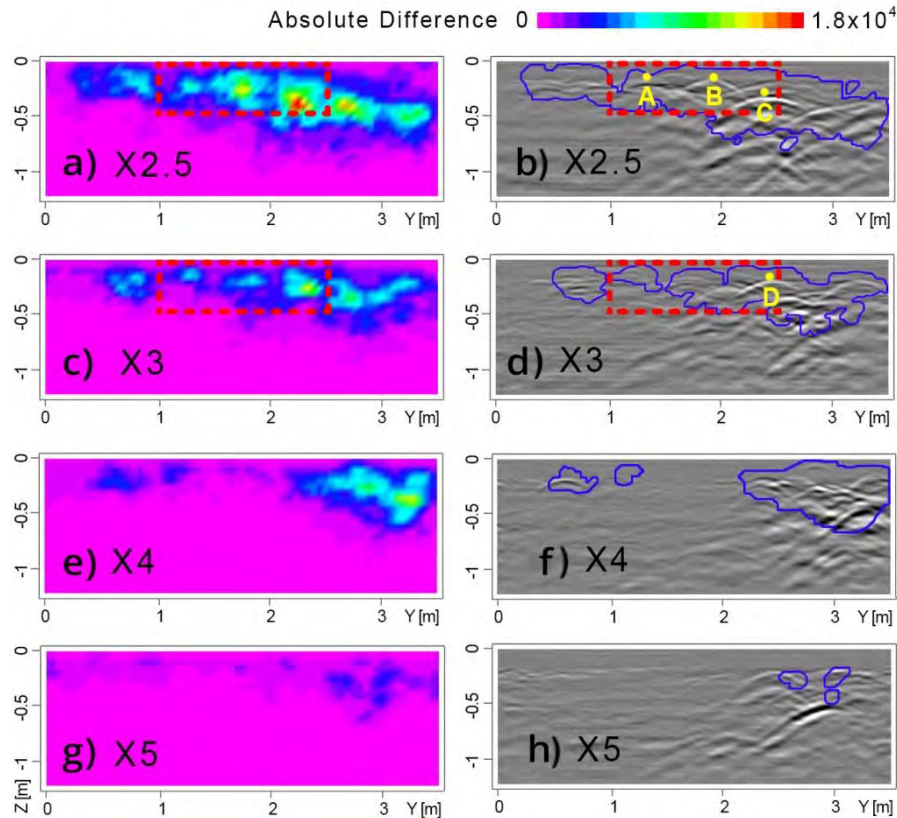 Absolute Difference 0 1.8x10⁴
0 0
-0.5 A B C -0.5
-1 a) X2.5 -1 b) X2.5
0 1 2 3 Y [m] 0 1 2 3 Y [m]
0 0
-0.5 D -0.5
-1 c) X3 -1 d) X3
0 1 2 3 Y [m] 0 1 2 3 Y [m]
0 0
-0.5 -0.5
-1 e) X4 -1 f) X4
0 1 2 3 Y [m] 0 1 2 3 Y [m]
0 0
-0.5 -0.5
-1 g) X5 -1 h) X5
Z [m] 0 1 2 3 Y [m] 0 1 2 3 Y [m]